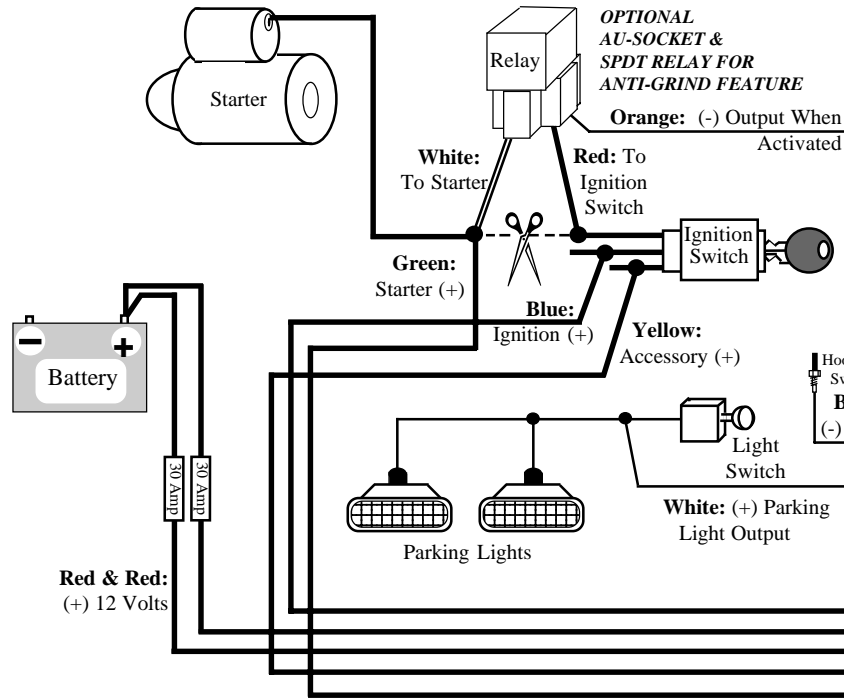 OPTIONAL
AU-SOCKET &
SPDT RELAY FOR
ANTI-GRIND FEATURE
Relay
Starter
Orange: (-) Output When
Activated
White:
To Starter
Red: To
Ignition
Switch
Ignition
Switch
Green:
Starter (+)
Blue:
Ignition (+)
Yellow:
Accessory (+)
Battery
30 Amp
30 Amp
Light
Switch
White: (+) Parking
Light Output
Parking Lights
Red & Red:
(+) 12 Volts
(-)